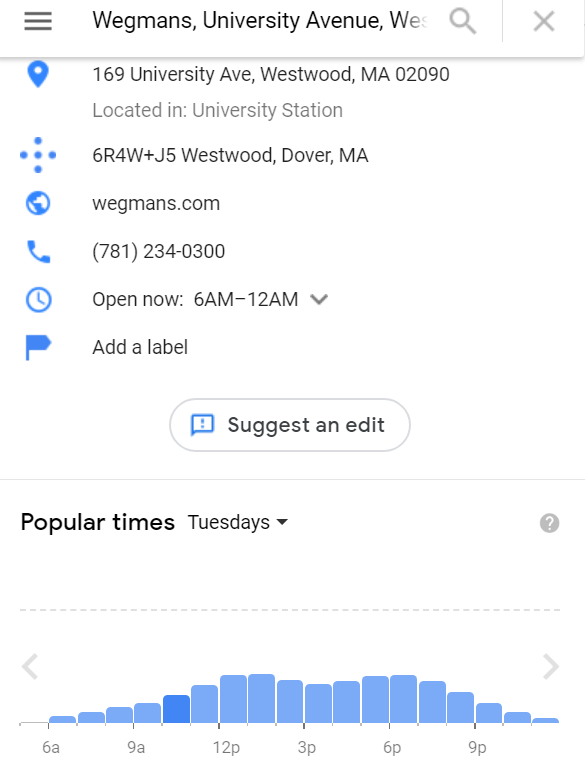 Wegmans, University Avenue, Wes
169 University Ave, Westwood, MA 02090
Located in: University Station
6R4W+J5 Westwood, Dover, MA
wegmans.com
(781) 234-0300
Open now: 6AM–12AM
Add a label
Suggest an edit
Popular times Tuesdays
6a 9a 12p 3p 6p 9p